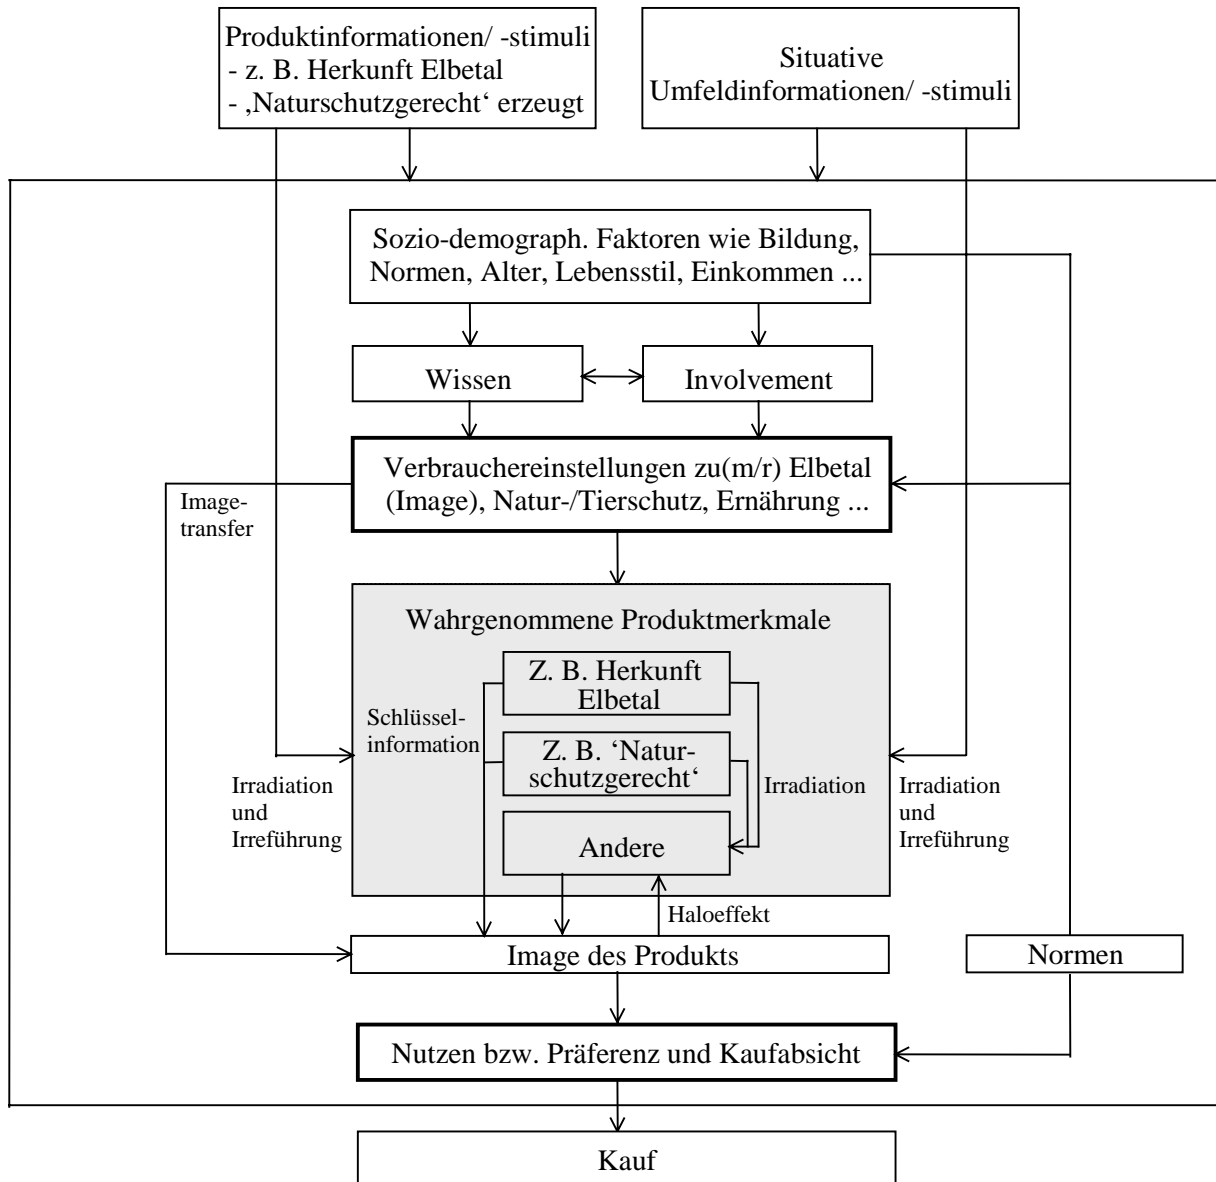 Produktinformationen/ -stimuli
- z. B. Herkunft Elbetal
- ‚Naturschutzgerecht‘ erzeugt
Situative
Umfeldinformationen/ -stimuli
Sozio-demograph. Faktoren wie Bildung,
Normen, Alter, Lebensstil, Einkommen ...
Wissen
Involvement
Verbrauchereinstellungen zu(m/r) Elbetal
(Image), Natur-/Tierschutz, Ernährung ...
Image-
transfer
Wahrgenommene Produktmerkmale
Z. B. Herkunft
Elbetal
Schlüssel-
information
Z. B. ‘Natur-
schutzgerecht‘
Irradiation
Irradiation
und
Irreführung
Irradiation
und
Irreführung
Andere
Haloeffekt
Image des Produkts
Normen
Nutzen bzw. Präferenz und Kaufabsicht
Kauf